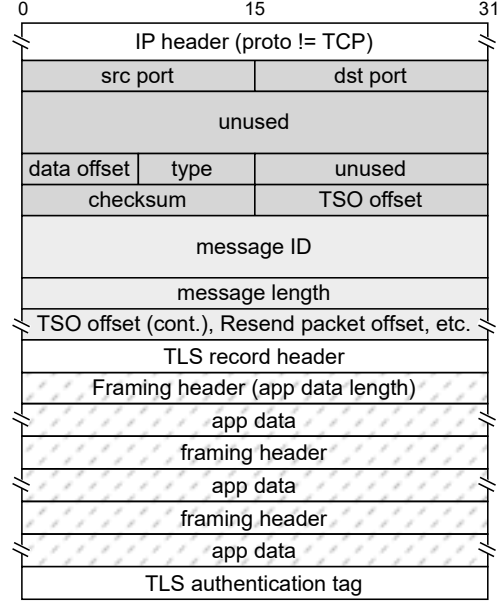 0 15 31
IP header (proto != TCP)
src port dst port
unused
data offset type unused
checksum TSO offset
message ID
message length
TSO offset (cont.), Resend packet offset, etc.
TLS record header
Framing header (app data length)
app data
framing header
app data
framing header
app data
TLS authentication tag